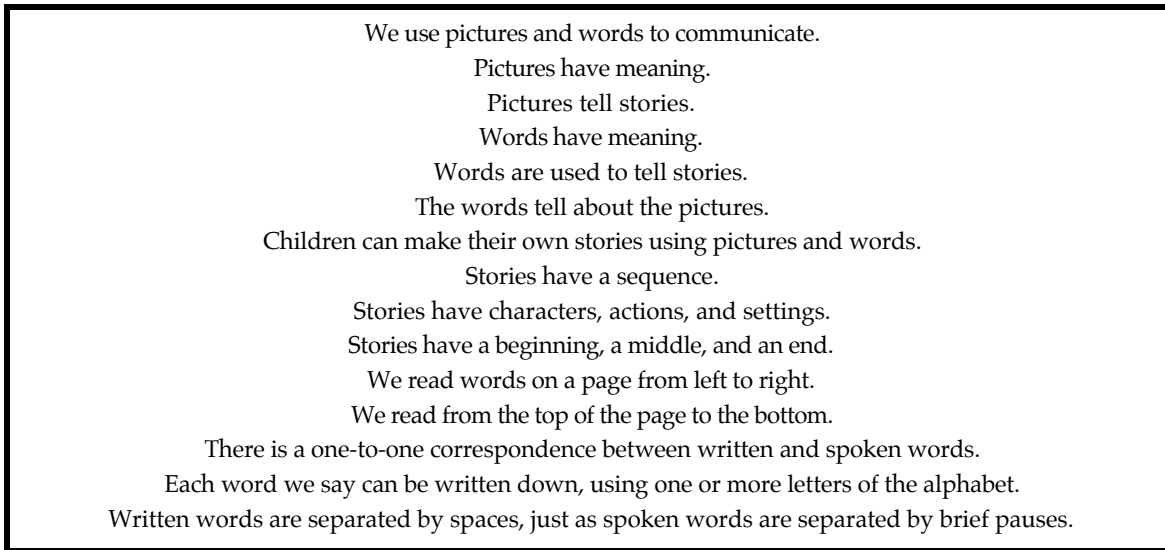 We use pictures and words to communicate.
Pictures have meaning.
Pictures tell stories.
Words have meaning.
Words are used to tell stories.
The words tell about the pictures.
Children can make their own stories using pictures and words.
Stories have a sequence.
Stories have characters, actions, and settings.
Stories have a beginning, a middle, and an end.
We read words on a page from left to right.
We read from the top of the page to the bottom.
There is a one-to-one correspondence between written and spoken words.
Each word we say can be written down, using one or more letters of the alphabet.
Written words are separated by spaces, just as spoken words are separated by brief pauses.